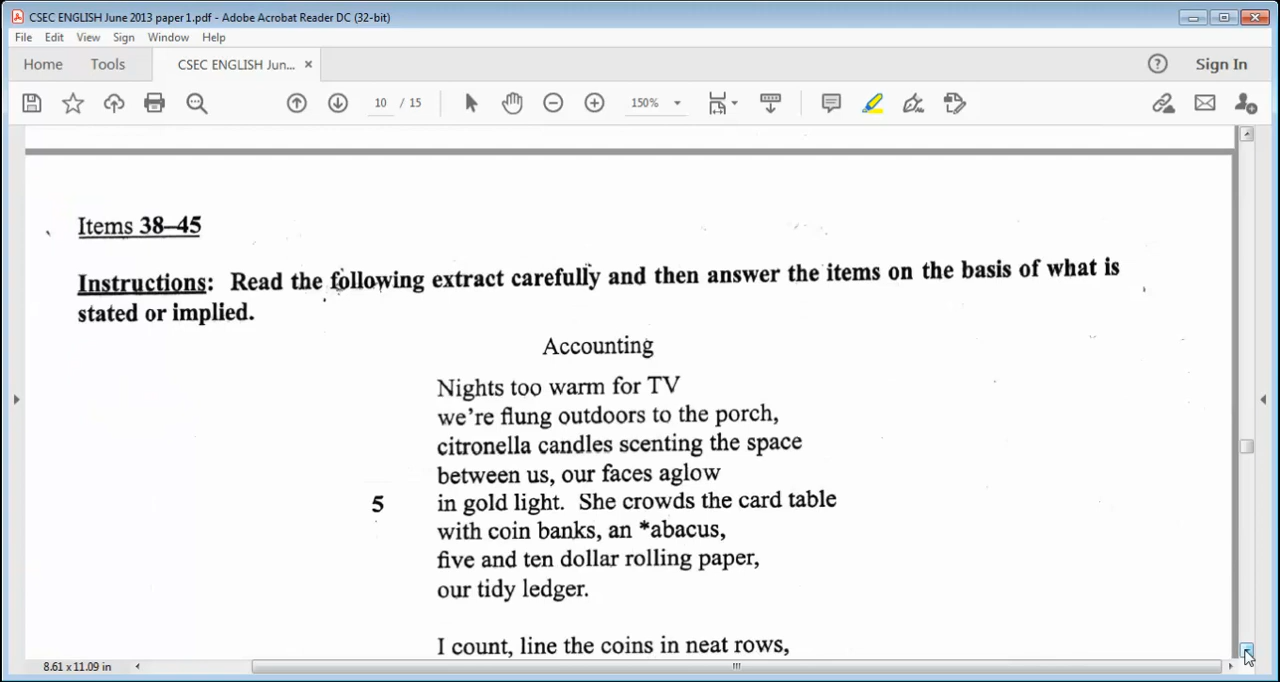 CSEC ENGLISH June 2013 paper 1.pdf - Adobe Acrobat Reader DC (32-bit)
File Edit View Sign Window Help
Home Tools CSEC ENGLISH Jun... × ? Sign In
10 / 15 150%
Items 38–45
Instructions: Read the following extract carefully and then answer the items on the basis of what is
stated or implied.
Accounting
Nights too warm for TV
we're flung outdoors to the porch,
citronella candles scenting the space
between us, our faces aglow
5 in gold light. She crowds the card table
with coin banks, an *abacus,
five and ten dollar rolling paper,
our tidy ledger.
I count, line the coins in neat rows,
8.61 x 11.09 in